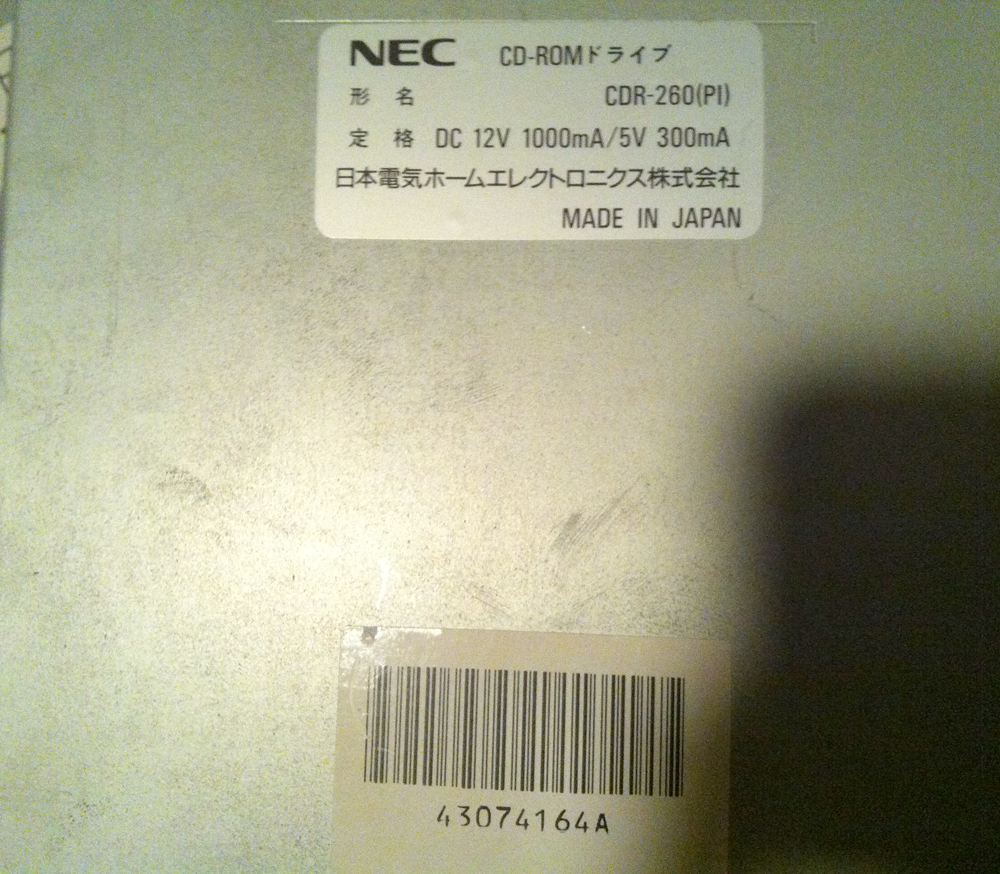 NEC CD-ROMドライブ
形名 CDR-260(PI)
定格 DC 12V 1000mA/5V 300mA
日本電気ホームエレクトロニクス株式会社
MADE IN JAPAN
43074164A